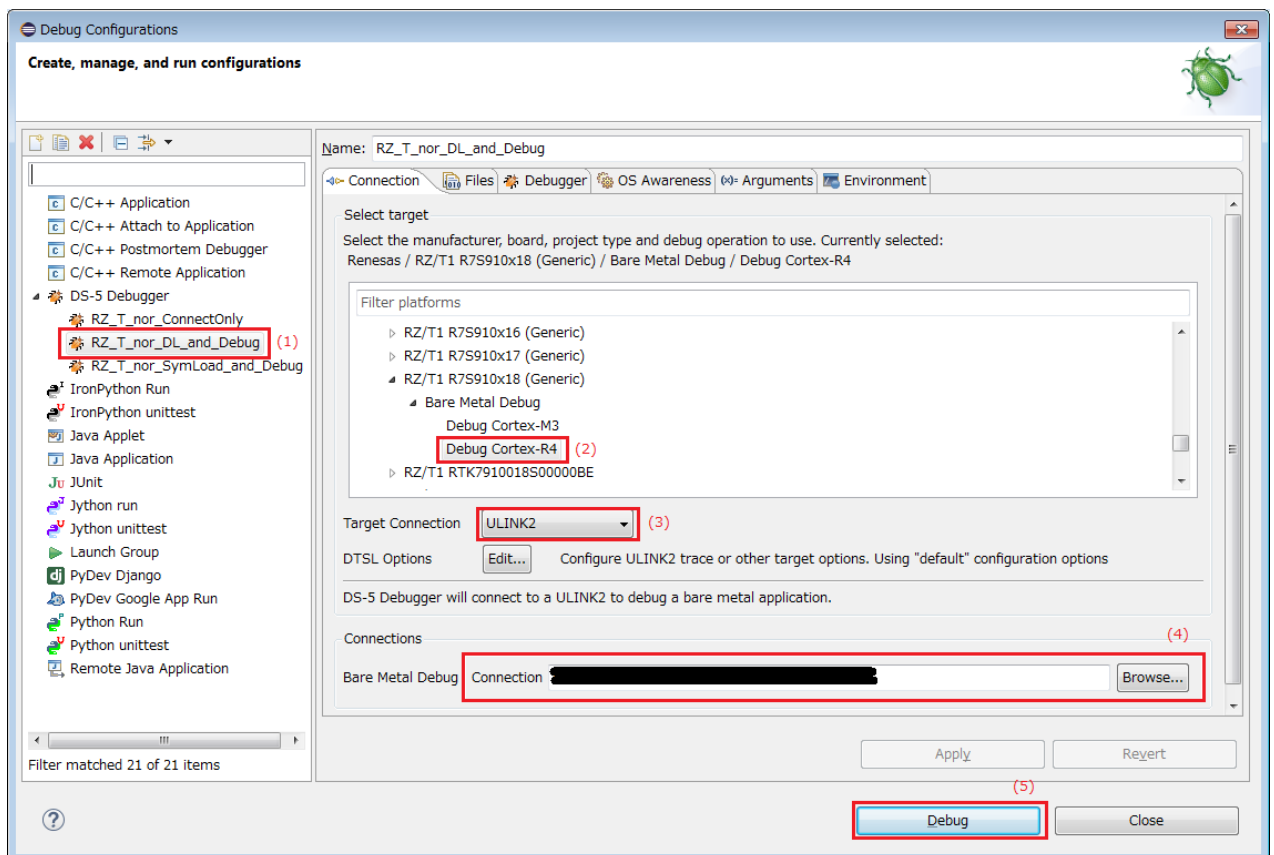 Debug Configurations
Create, manage, and run configurations
C/C++ Application
C/C++ Attach to Application
C/C++ Postmortem Debugger
C/C++ Remote Application
DS-5 Debugger
RZ_T_nor_ConnectOnly
RZ_T_nor_DL_and_Debug (1)
RZ_T_nor_SymLoad_and_Debug
IronPython Run
IronPython unittest
Java Applet
Java Application
JUnit
Jython run
Jython unittest
Launch Group
PyDev Django
PyDev Google App Run
Python Run
Python unittest
Remote Java Application
Filter matched 21 of 21 items
Name: RZ_T_nor_DL_and_Debug
Connection Files Debugger OS Awareness Arguments Environment
Select target
Select the manufacturer, board, project type and debug operation to use. Currently selected:
Renesas / RZ/T1 R7S910x18 (Generic) / Bare Metal Debug / Debug Cortex-R4
Filter platforms
RZ/T1 R7S910x16 (Generic)
RZ/T1 R7S910x17 (Generic)
RZ/T1 R7S910x18 (Generic)
Bare Metal Debug
Debug Cortex-M3
Debug Cortex-R4 (2)
RZ/T1 RTK7910018S00000BE
Target Connection ULINK2 (3)
DTSL Options Edit... Configure ULINK2 trace or other target options. Using "default" configuration options
DS-5 Debugger will connect to a ULINK2 to debug a bare metal application.
Connections (4)
Bare Metal Debug Connection Browse...
Apply Revert
(5)
Debug Close